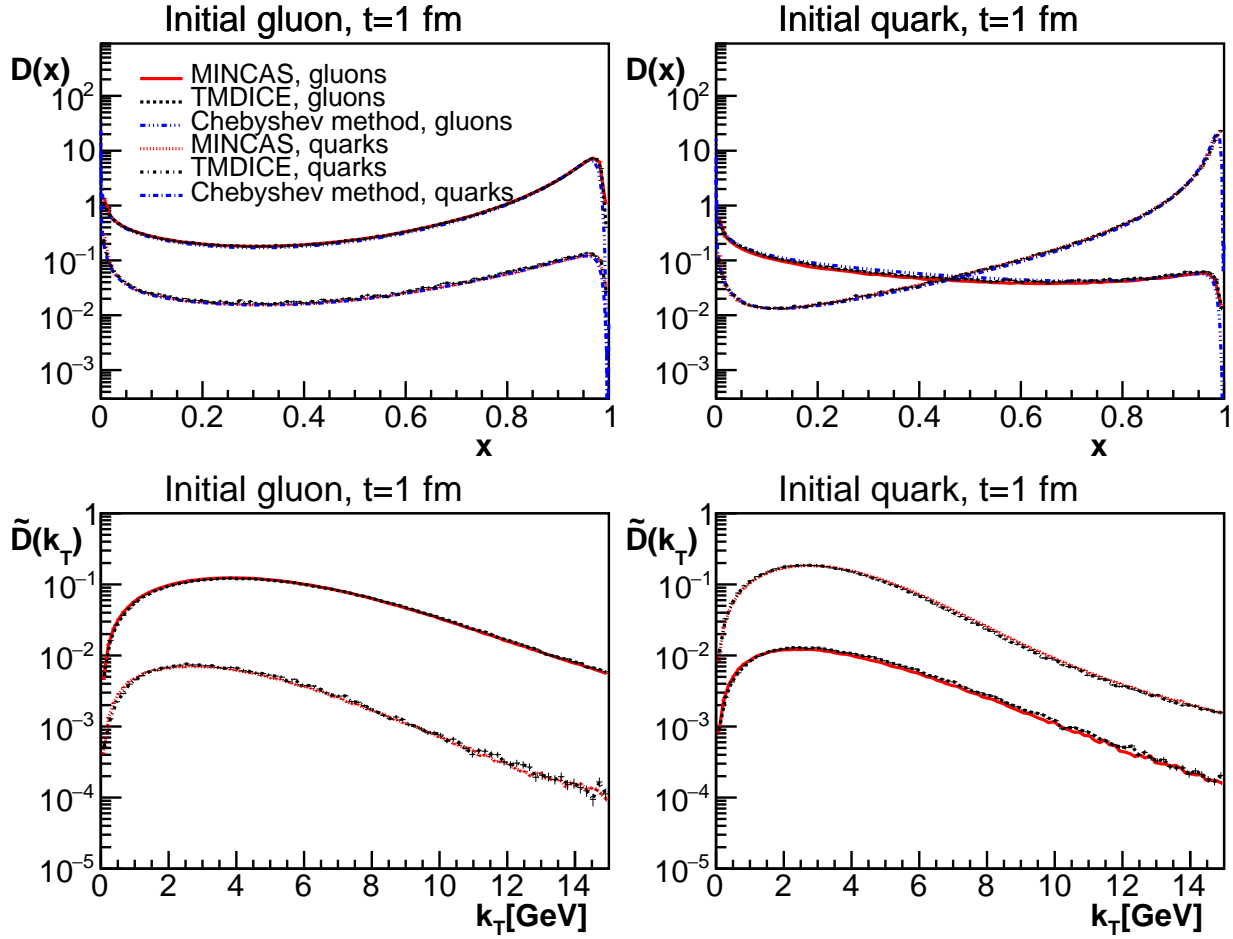 Initial gluon, t=1 fm
D(x)
MINCAS, gluons
TMDICE, gluons
Chebyshev method, gluons
MINCAS, quarks
TMDICE, quarks
Chebyshev method, quarks
10²
10
1
10⁻¹
10⁻²
10⁻³
0 0.2 0.4 0.6 0.8 1
x
Initial quark, t=1 fm
D(x)
10²
10
1
10⁻¹
10⁻²
10⁻³
0 0.2 0.4 0.6 0.8 1
x
Initial gluon, t=1 fm
D̃(k_T)
1
10⁻¹
10⁻²
10⁻³
10⁻⁴
10⁻⁵
0 2 4 6 8 10 12 14
k_T[GeV]
Initial quark, t=1 fm
D̃(k_T)
1
10⁻¹
10⁻²
10⁻³
10⁻⁴
10⁻⁵
0 2 4 6 8 10 12 14
k_T[GeV]